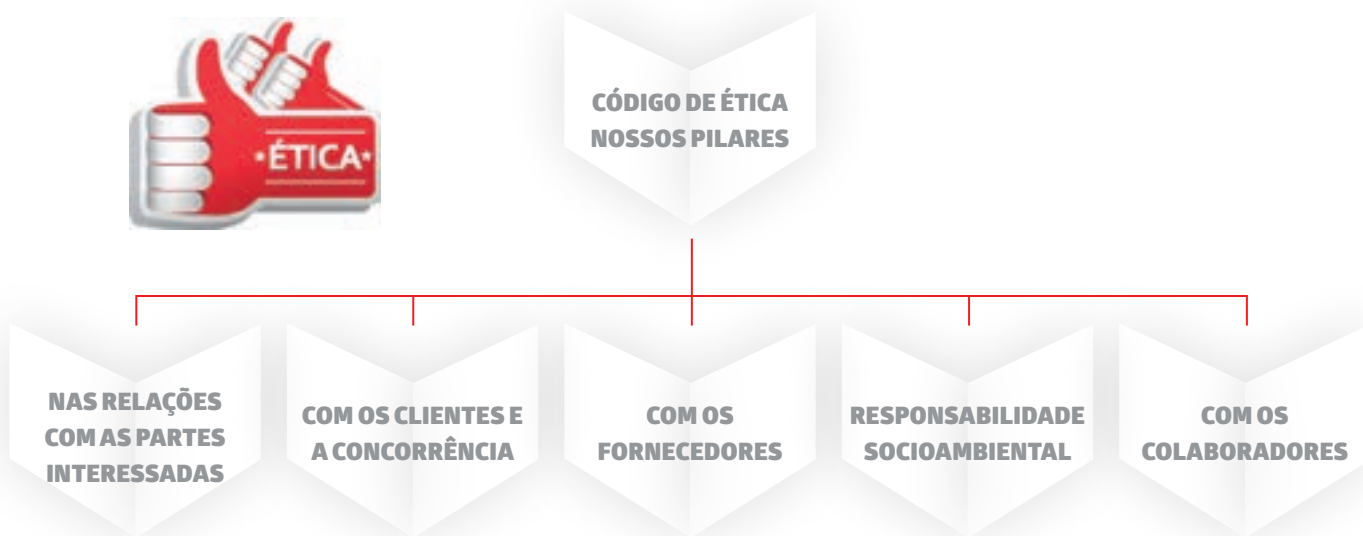 *ÉTICA*
CÓDIGO DE ÉTICA
NOSSOS PILARES
NAS RELAÇÕES
COM AS PARTES
INTERESSADAS
COM OS CLIENTES E
A CONCORRÊNCIA
COM OS
FORNECEDORES
RESPONSABILIDADE
SOCIOAMBIENTAL
COM OS
COLABORADORES